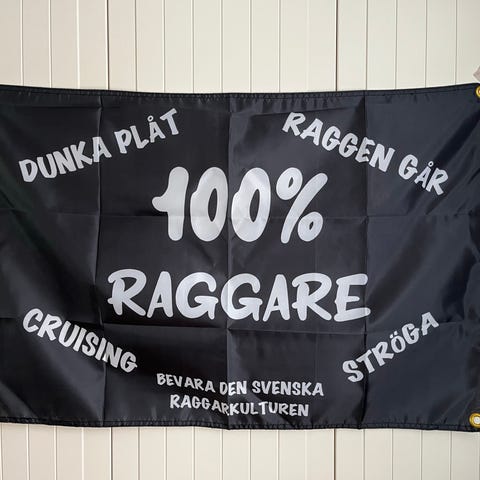 DUNKA PLÅT
RAGGEN GÅR
100%
RAGGARE
CRUISING
STRÖGA
BEVARA DEN SVENSKA
RAGGARKULTUREN